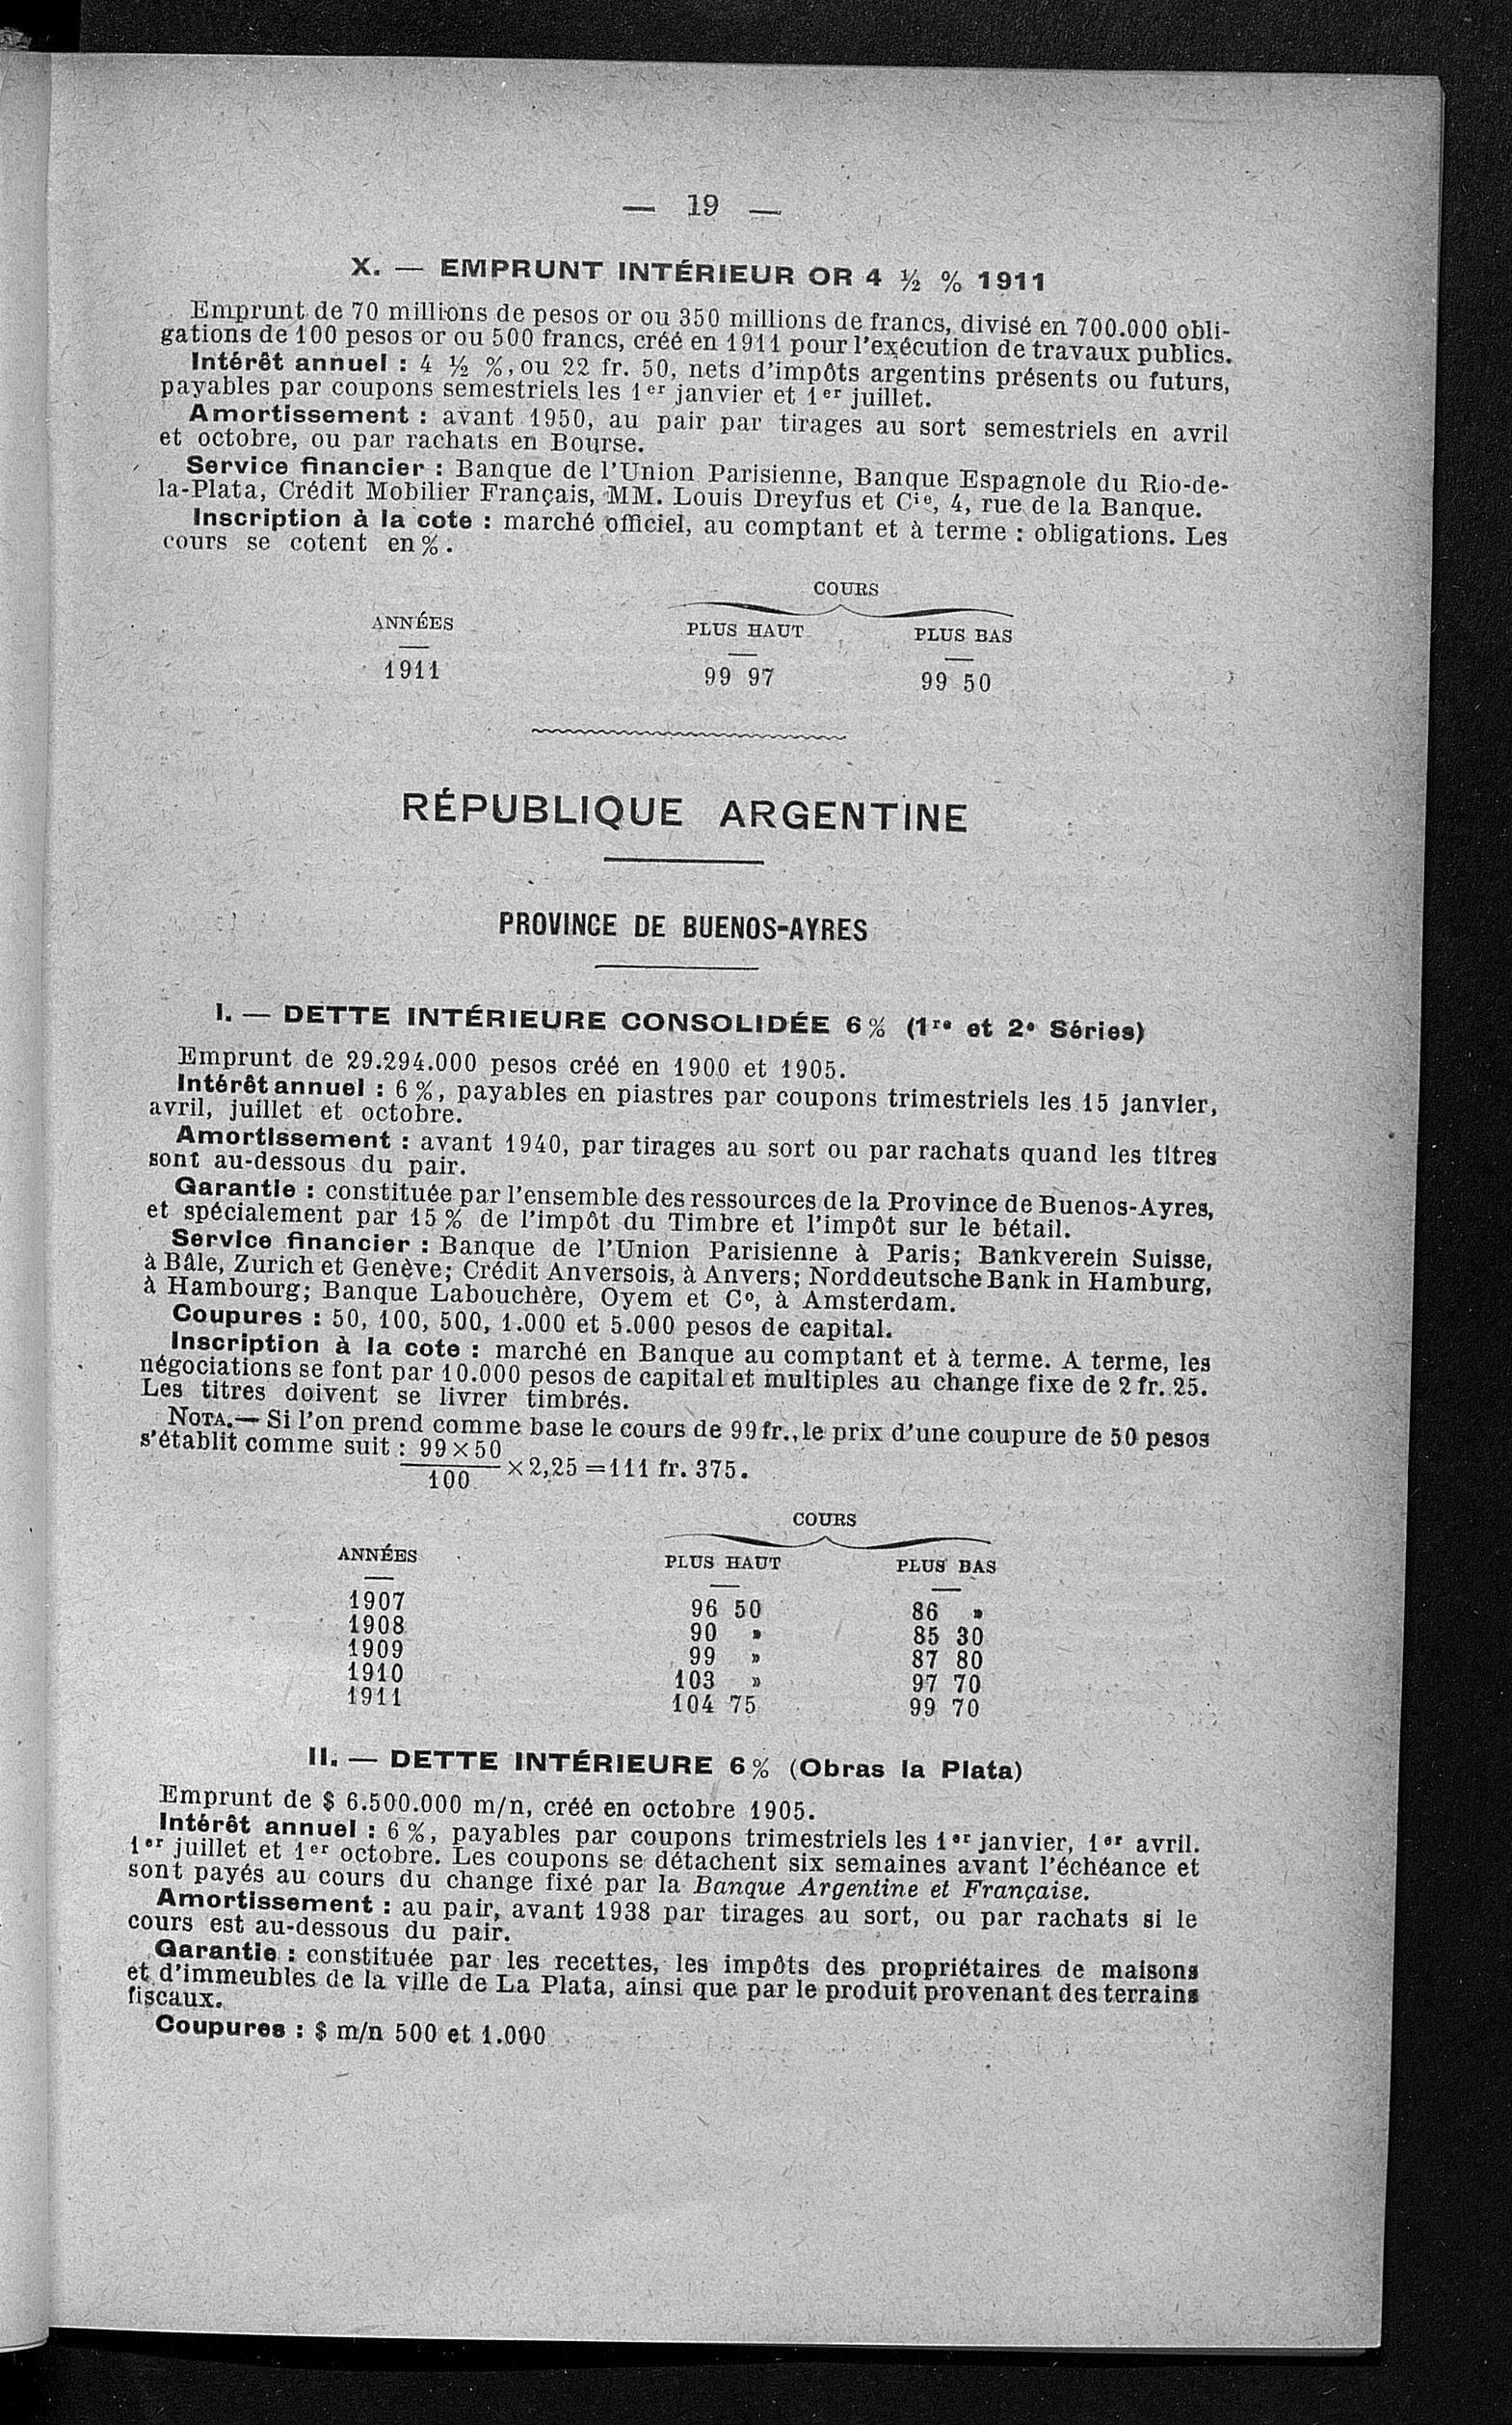 — 19 —
X. — EMPRUNT INTÉRIEUR OR 4 ½ % 1911
Emprunt de 70 millions de pesos or ou 350 millions de francs, divisé en 700.000 obli-
gations de 100 pesos or ou 500 francs, créé en 1911 pour l'exécution de travaux publics.
Intérêt annuel : 4 ½ %, ou 22 fr. 50, nets d'impôts argentins présents ou futurs,
payables par coupons semestriels les 1er janvier et 1er juillet.
Amortissement : avant 1950, au pair par tirages au sort semestriels en avril
et octobre, ou par rachats en Bourse.
Service financier : Banque de l'Union Parisienne, Banque Espagnole du Rio-de-
la-Plata, Crédit Mobilier Français, MM. Louis Dreyfus et Cie, 4, rue de la Banque.
Inscription à la cote : marché officiel, au comptant et à terme : obligations. Les
cours se cotent en %.
COURS
ANNÉES PLUS HAUT PLUS BAS
1911 99 97 99 50
RÉPUBLIQUE ARGENTINE
PROVINCE DE BUENOS-AYRES
I. — DETTE INTÉRIEURE CONSOLIDÉE 6 % (1re et 2e Séries)
Emprunt de 29.294.000 pesos créé en 1900 et 1905.
Intérêt annuel : 6 %, payables en piastres par coupons trimestriels les 15 janvier,
avril, juillet et octobre.
Amortissement : avant 1940, par tirages au sort ou par rachats quand les titres
sont au-dessous du pair.
Garantie : constituée par l'ensemble des ressources de la Province de Buenos-Ayres,
et spécialement par 15 % de l'impôt du Timbre et l'impôt sur le bétail.
Service financier : Banque de l'Union Parisienne à Paris; Bankverein Suisse,
à Bâle, Zurich et Genève; Crédit Anversois, à Anvers; Norddeutsche Bank in Hamburg,
à Hambourg; Banque Labouchère, Oyem et Co, à Amsterdam.
Coupures : 50, 100, 500, 1.000 et 5.000 pesos de capital.
Inscription à la cote : marché en Banque au comptant et à terme. A terme, les
négociations se font par 10.000 pesos de capital et multiples au change fixe de 2 fr. 25.
Les titres doivent se livrer timbrés.
NOTA. — Si l'on prend comme base le cours de 99 fr., le prix d'une coupure de 50 pesos
s'établit comme suit : 99 × 50
100 × 2,25 = 111 fr. 375.
COURS
ANNÉES PLUS HAUT PLUS BAS
1907 96 50 86 »
1908 90 » 85 30
1909 99 » 87 80
1910 103 » 97 70
1911 104 75 99 70
II. — DETTE INTÉRIEURE 6 % (Obras la Plata)
Emprunt de $ 6.500.000 m/n, créé en octobre 1905.
Intérêt annuel : 6 %, payables par coupons trimestriels les 1er janvier, 1er avril.
1er juillet et 1er octobre. Les coupons se détachent six semaines avant l'échéance et
sont payés au cours du change fixé par la Banque Argentine et Française.
Amortissement : au pair, avant 1938 par tirages au sort, ou par rachats si le
cours est au-dessous du pair.
Garantie : constituée par les recettes, les impôts des propriétaires de maisons
et d'immeubles de la ville de La Plata, ainsi que par le produit provenant des terrains
fiscaux.
Coupures : $ m/n 500 et 1.000